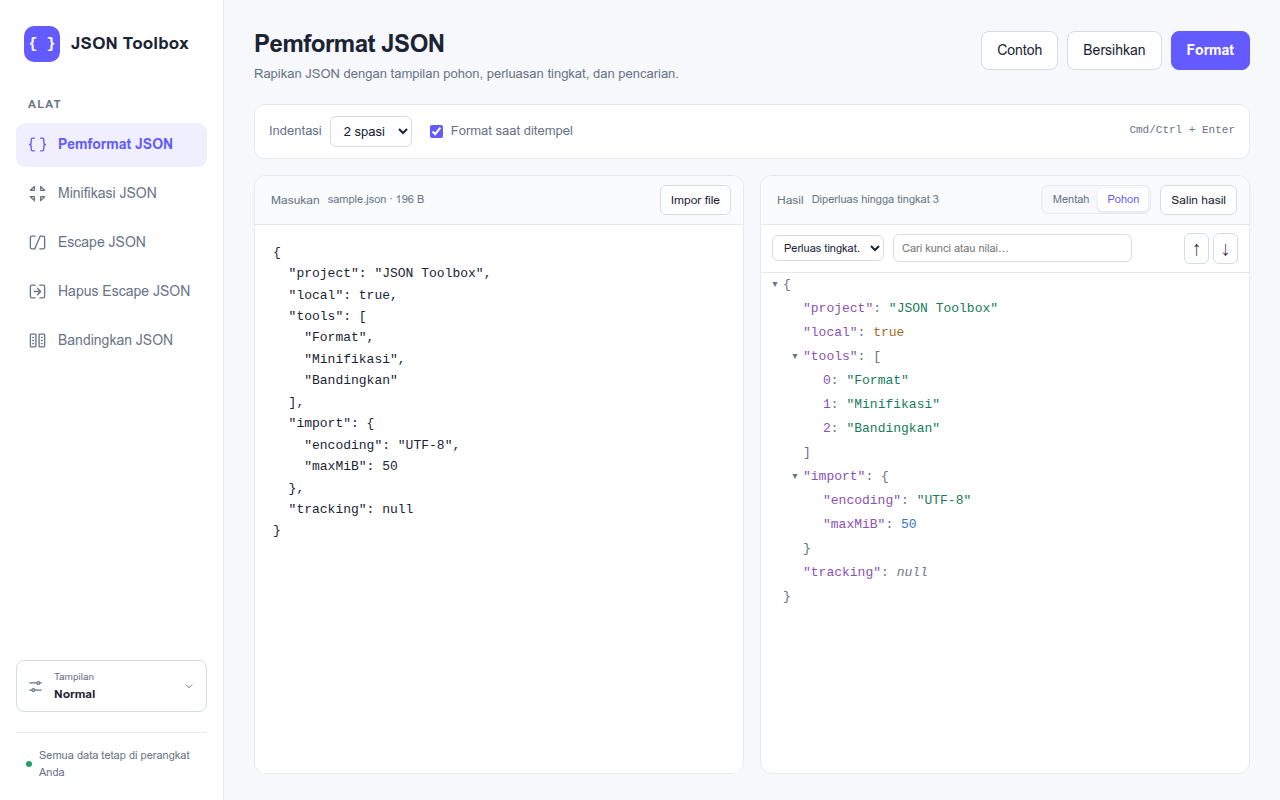 { } JSON Toolbox
ALAT
Pemformat JSON
Minifikasi JSON
Escape JSON
Hapus Escape JSON
Bandingkan JSON
Tampilan
Normal
Semua data tetap di perangkat
Anda
Pemformat JSON
Rapikan JSON dengan tampilan pohon, perluasan tingkat, dan pencarian.
Contoh
Bersihkan
Format
Indentasi
2 spasi
Format saat ditempel
Cmd/Ctrl + Enter
Masukan sample.json · 196 B
Impor file
{
  "project": "JSON Toolbox",
  "local": true,
  "tools": [
    "Format",
    "Minifikasi",
    "Bandingkan"
  ],
  "import": {
    "encoding": "UTF-8",
    "maxMiB": 50
  },
  "tracking": null
}
Hasil Diperluas hingga tingkat 3
Mentah
Pohon
Salin hasil
Perluas tingkat.
Cari kunci atau nilai…
↑
↓
▼ {
"project": "JSON Toolbox"
"local": true
▼ "tools": [
0: "Format"
1: "Minifikasi"
2: "Bandingkan"
]
▼ "import": {
"encoding": "UTF-8"
"maxMiB": 50
}
"tracking": null
}